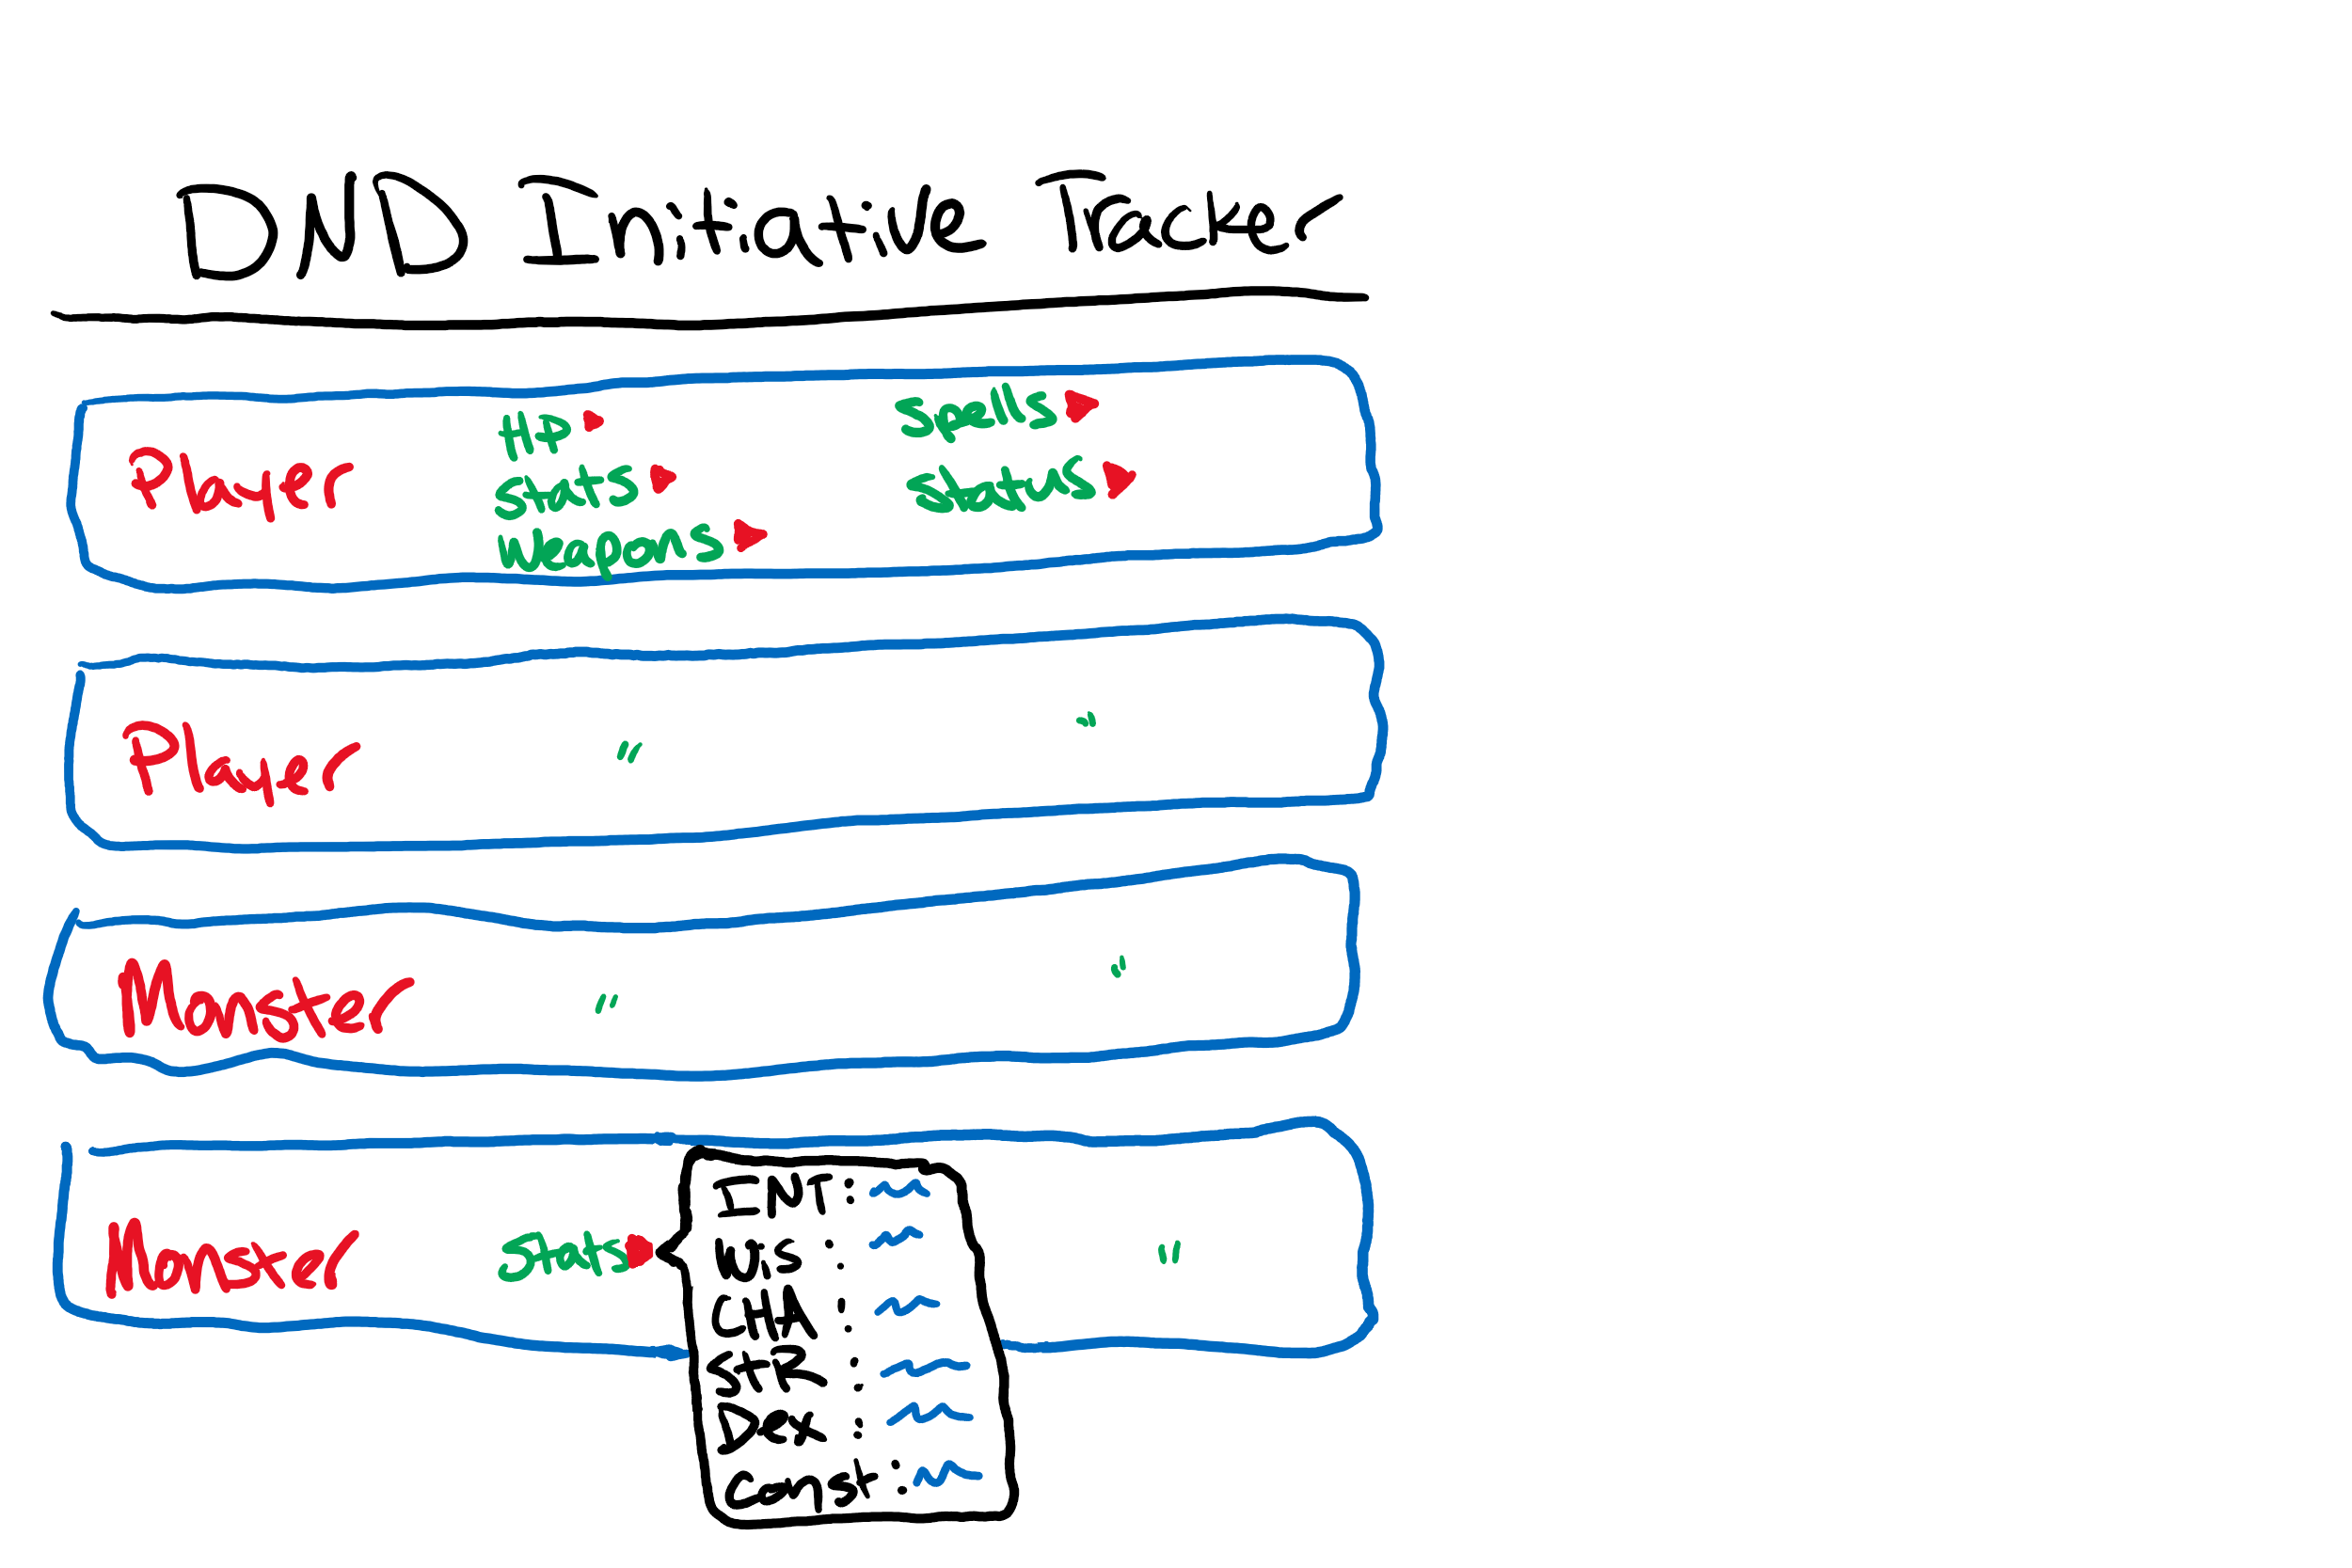 DND Initiative Tracker
Player
HP
stats
weapons
spells
status
Player
"
"
Monster
"
"
Monster
stats
INT:
Wis :
CHA :
StR :
Dex :
Const:
"